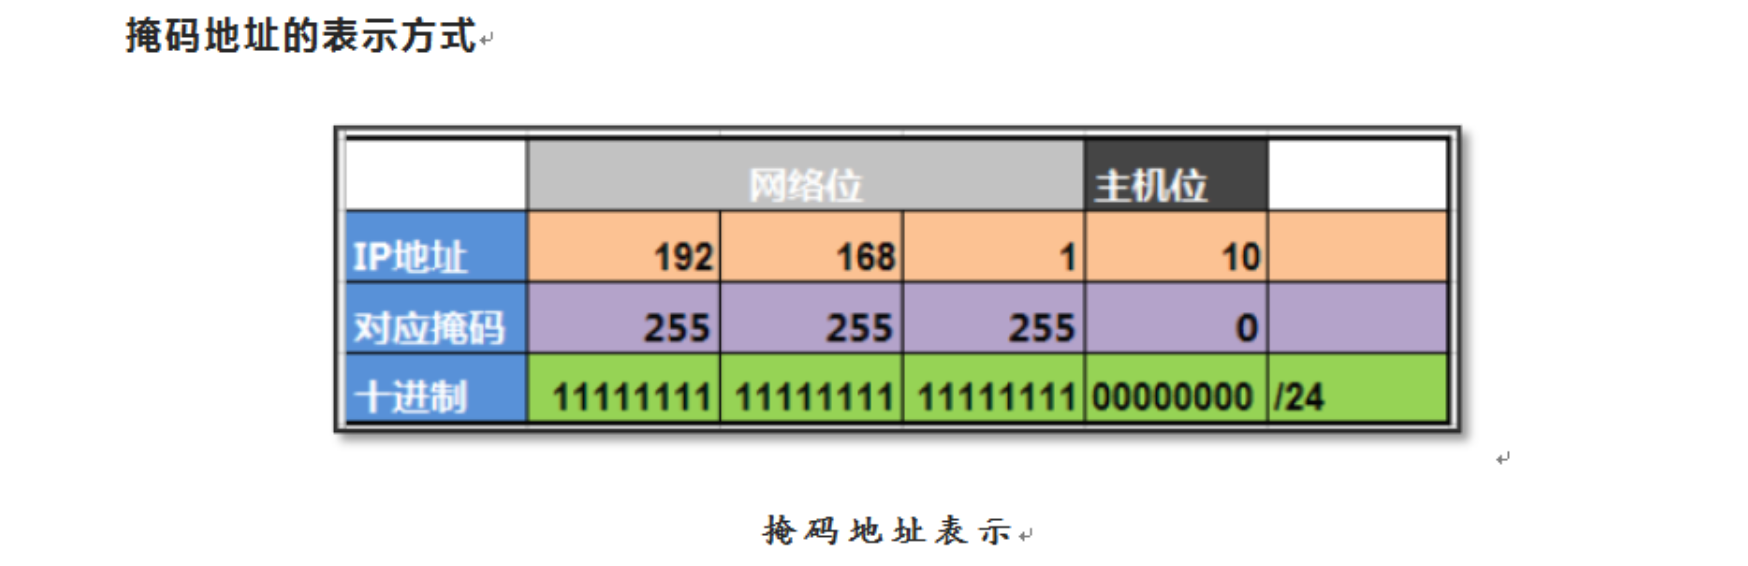 掩码地址的表示方式
网络位 主机位
IP地址 192 168 1 10
对应掩码 255 255 255 0
十进制 11111111 11111111 11111111 00000000 /24
掩码地址表示